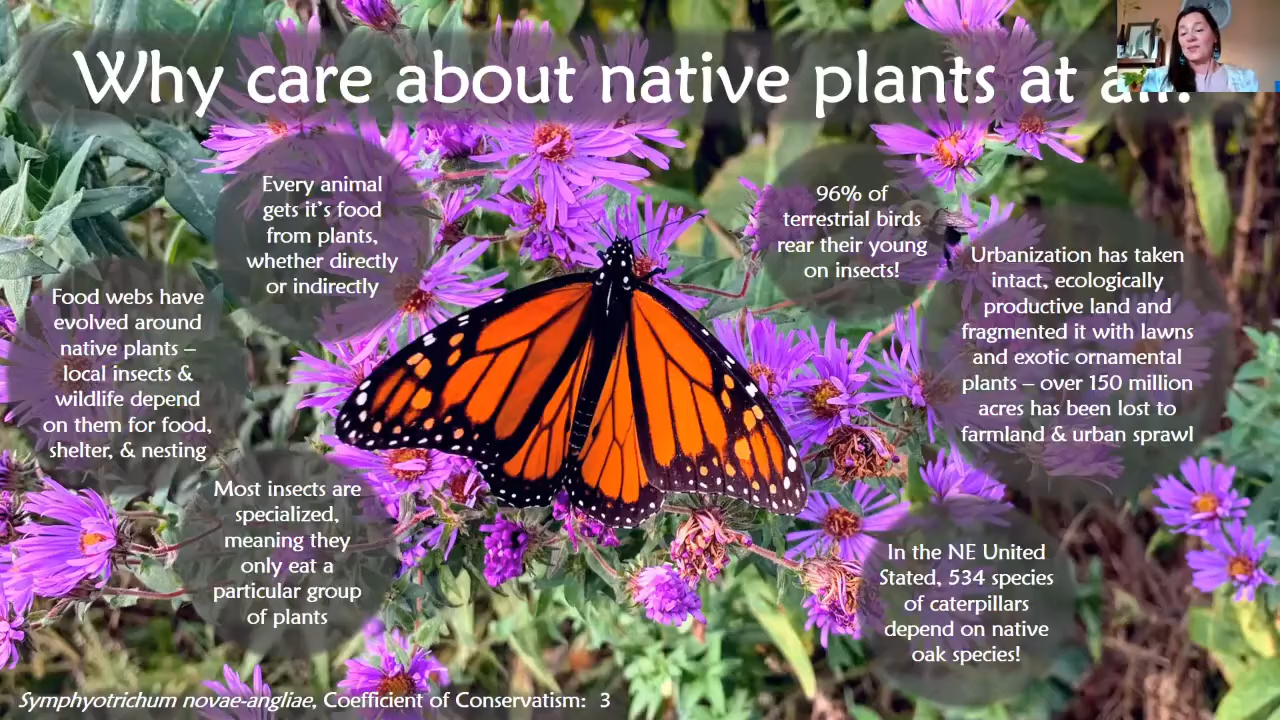 Why care about native plants at a
Every animal
gets it's food
from plants,
whether directly
or indirectly
96% of
terrestrial birds
rear their young
on insects!
Urbanization has taken
intact, ecologically
productive land and
fragmented it with lawns
and exotic ornamental
plants – over 150 million
acres has been lost to
farmland & urban sprawl
Food webs have
evolved around
native plants –
local insects &
wildlife depend
on them for food,
shelter, & nesting
Most insects are
specialized,
meaning they
only eat a
particular group
of plants
In the NE United
Stated, 534 species
of caterpillars
depend on native
oak species!
Symphyotrichum novae-angliae, Coefficient of Conservatism: 3